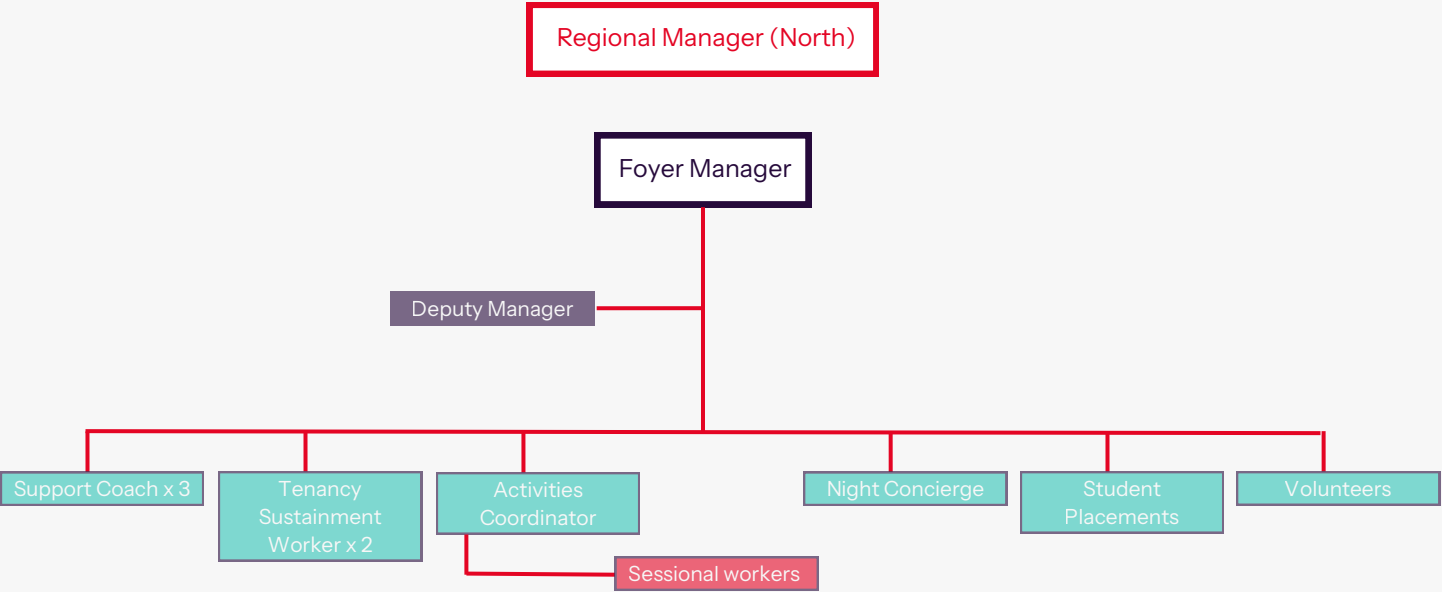 Regional Manager (North)
Foyer Manager
Deputy Manager
Support Coach x 3
Tenancy
Sustainment
Worker x 2
Activities
Coordinator
Night Concierge
Student
Placements
Volunteers
Sessional workers